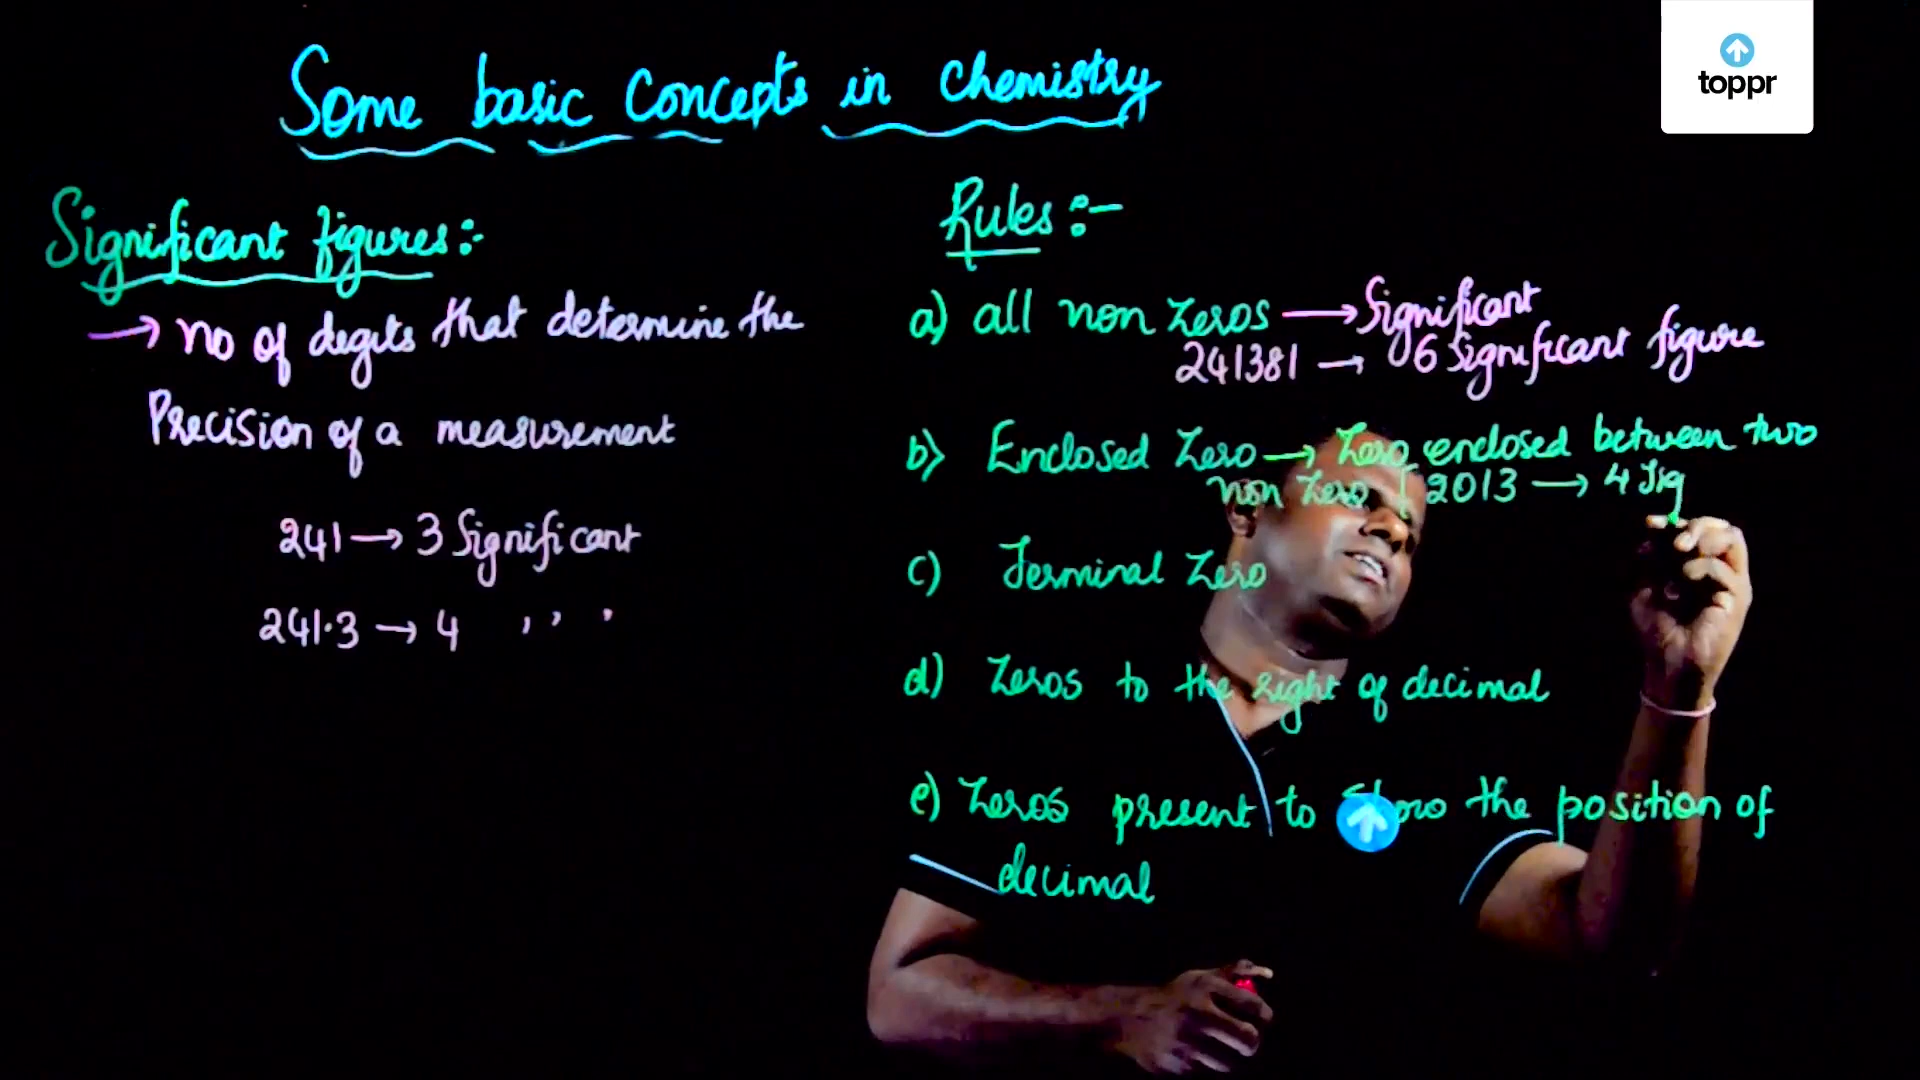 Some basic Concepts in Chemistry
toppr
Significant figures:-
→ no of degits that determine the
Precision of a measurement
241 → 3 Significant
241.3 → 4 , , ,
Rules:-
a) all non Zeros → Significant
241381 → 6 Significant figure
b) Enclosed Zero → Zero enclosed between two
non Zero | 2013 → 4 sig
c) Terminal Zero
d) Zeros to the right of decimal
e) Zeros present to show the position of
decimal